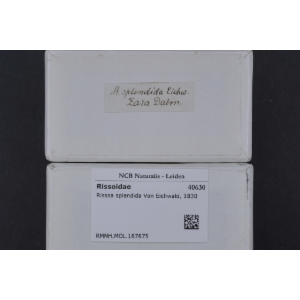 R. splendida Eichw.
Zara Dalm.
NCB Naturalis - Leiden
Rissoidae 40630
Rissoa splendida Von Eichwald, 1830
RMNH.MOL.167675